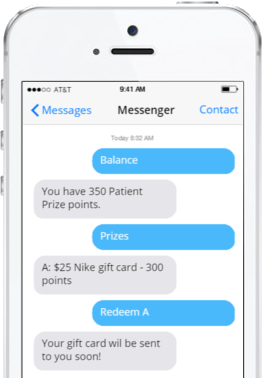 AT&T 9:41 AM
Messages Messenger Contact
Today 8:02 AM
Balance
You have 350 Patient
Prize points.
Prizes
A: $25 Nike gift card - 300
points
Redeem A
Your gift card wil be sent
to you soon!